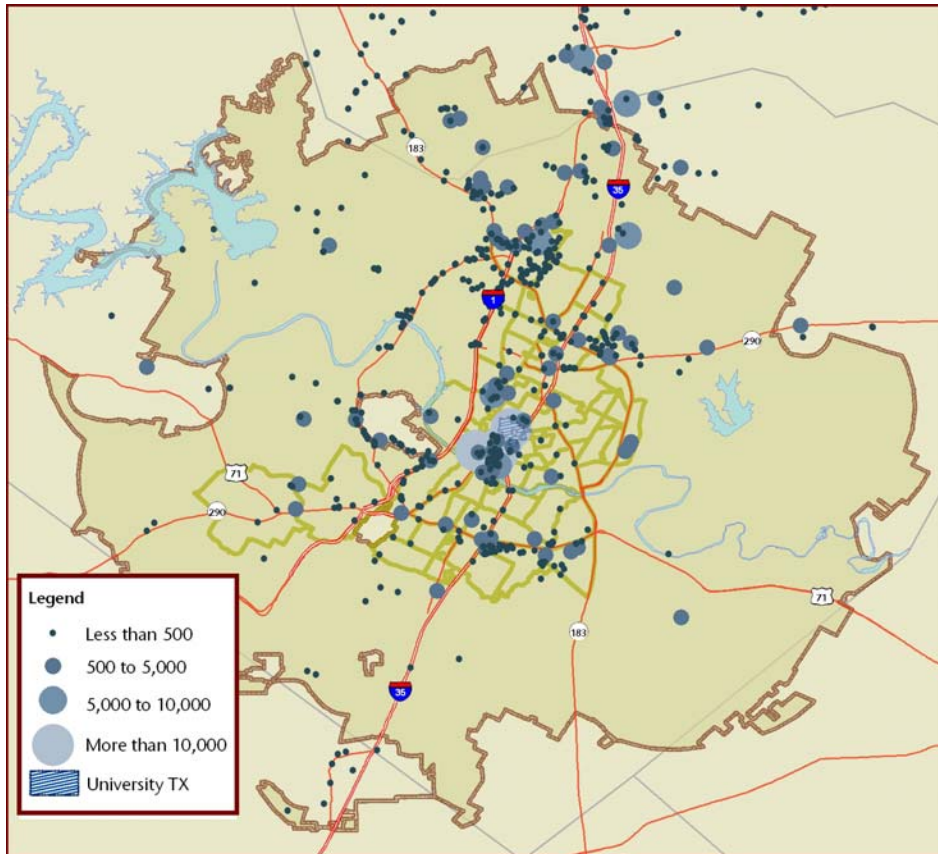 183
35
1
290
71
290
71
183
35
Legend
Less than 500
500 to 5,000
5,000 to 10,000
More than 10,000
University TX